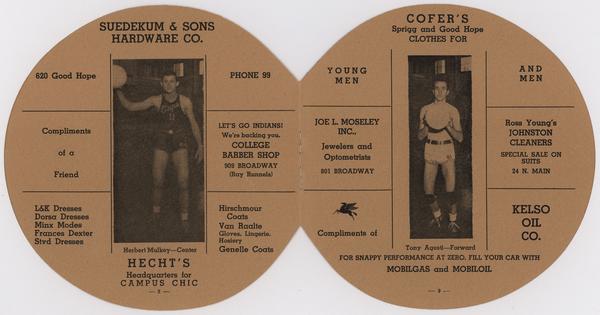 SUEDEKUM & SONS
HARDWARE CO.
620 Good Hope
PHONE 99
Compliments
of a
Friend
LET'S GO INDIANS!
We're backing you.
COLLEGE
BARBER SHOP
909 BROADWAY
(Ray Runnels)
L&K Dresses
Dorsa Dresses
Minx Modes
Frances Dexter
Stvd Dresses
Hirschmour
Coats
Van Raalte
Gloves, Lingerie,
Hosiery
Genelle Coats
Herbert Mulkey—Center
HECHT'S
Headquarters for
CAMPUS CHIC
COFER'S
Sprigg and Good Hope
CLOTHES FOR
YOUNG
MEN
AND
MEN
JOE L. MOSELEY
INC.,
Jewelers and
Optometrists
801 BROADWAY
Ross Young's
JOHNSTON
CLEANERS
SPECIAL SALE ON
SUITS
24 N. MAIN
Compliments of
KELSO
OIL
CO.
Tony Agosti—Forward
FOR SNAPPY PERFORMANCE AT ZERO, FILL YOUR CAR WITH
MOBILGAS and MOBILOIL